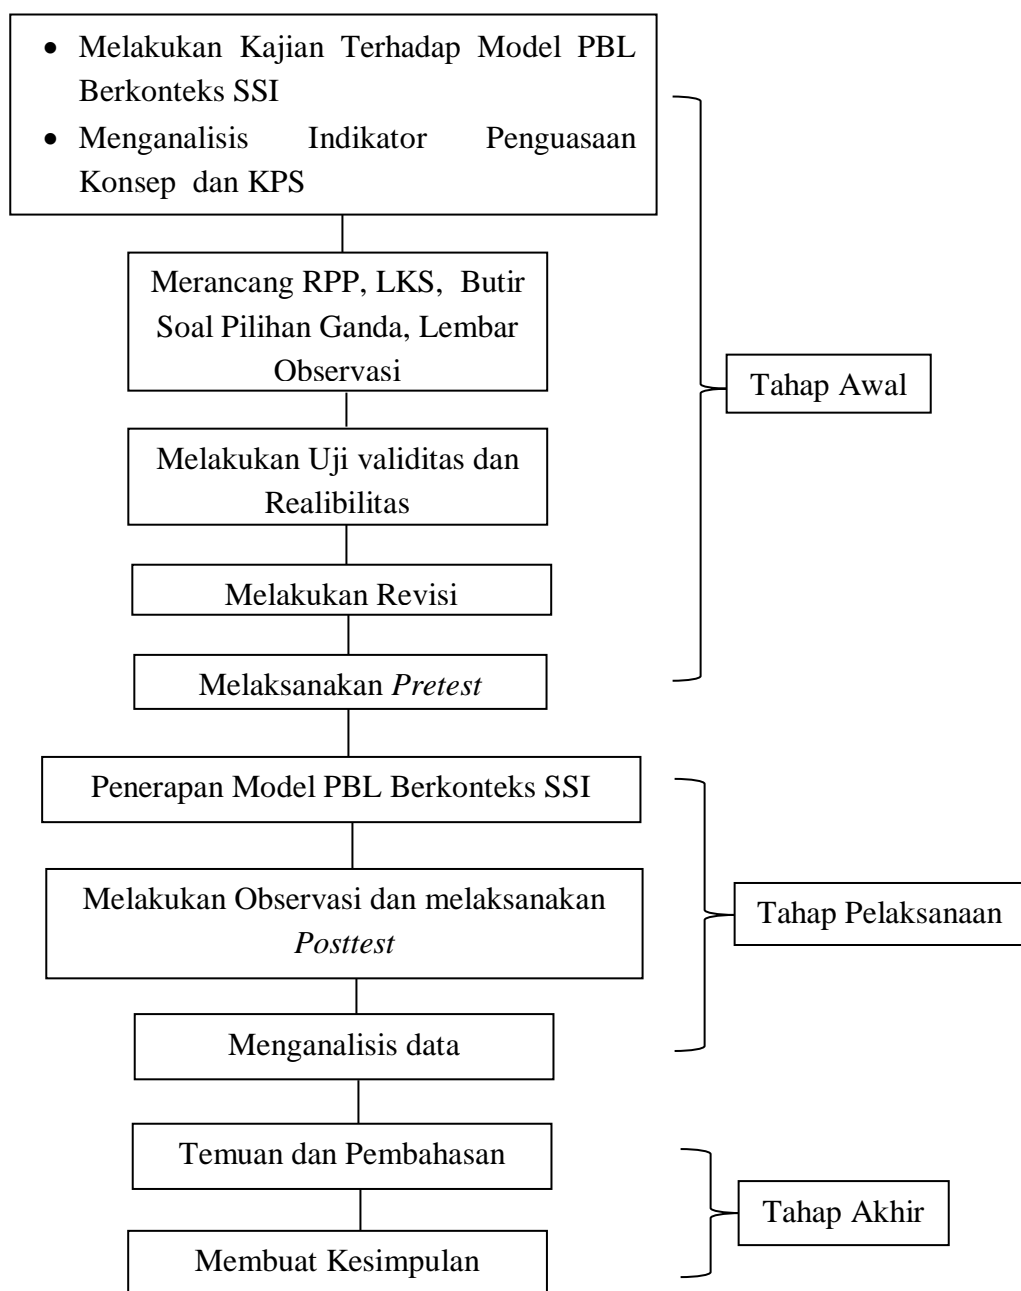 • Melakukan Kajian Terhadap Model PBL
Berkonteks SSI
• Menganalisis Indikator Penguasaan
Konsep dan KPS
Merancang RPP, LKS, Butir
Soal Pilihan Ganda, Lembar
Observasi
Tahap Awal
Melakukan Uji validitas dan
Realibilitas
Melakukan Revisi
Melaksanakan Pretest
Penerapan Model PBL Berkonteks SSI
Melakukan Observasi dan melaksanakan
Posttest
Tahap Pelaksanaan
Menganalisis data
Temuan dan Pembahasan
Tahap Akhir
Membuat Kesimpulan